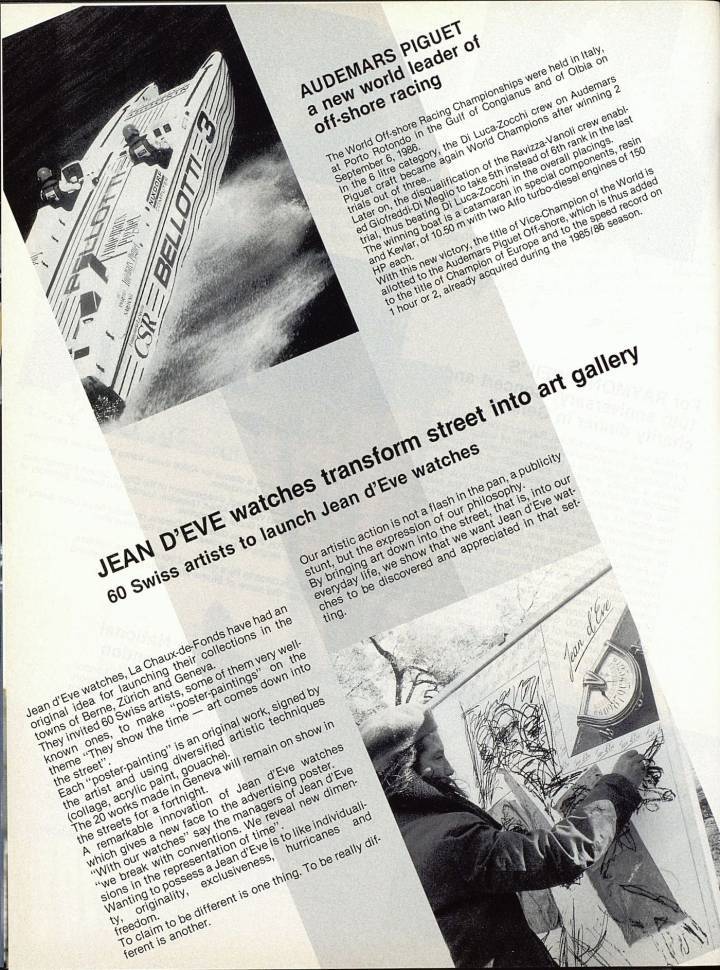 AUDEMARS PIGUET
a new world leader of
off-shore racing
The World Off-shore Racing Championships were held in Italy,
at Porto Rotondo in the Gulf of Congianus and of Olbia on
September 6, 1986.
In the 6 litre category, the Di Luca-Zocchi crew on Audemars
Piguet craft became again World Champions after winning 2
trials out of three.
Later on, the disqualification of the Ravizza-Vanoli crew enabl-
ed Giofredi-Di Meglio to take 5th instead of 6th rank in the last
trial, thus beating Di Luca-Zocchi in the overall placings.
The winning boat is a catamaran in special components, resin
and Kevlar, of 10.50 m with two Aifo turbo-diesel engines of 150
HP each.
With this new victory, the title of Vice-Champion of the World is
allotted to the Audemars Piguet Off-shore, which is thus added
to the title of Champion of Europe and to the speed record on
1 hour or 2, already acquired during the 1985/86 season.
BELLOTTI-3
BELLOTTI
CSR
JEAN D'EVE watches transform street into art gallery
60 Swiss artists to launch Jean d'Eve watches
Jean d'Eve watches, La Chaux-de-Fonds have had an
original idea for launching their collections in the
towns of Berne, Zürich and Geneva.
They invited 60 Swiss artists, some of them very well-
known ones, to make "poster-paintings" on the
theme "They show the time — art comes down into
the street".
Each "poster-painting" is an original work, signed by
the artist and using diversified artistic techniques
(collage, acrylic paint, gouache).
The 20 works made in Geneva will remain on show in
the streets for a fortnight.
A remarkable innovation of Jean d'Eve watches
which gives a new face to the advertising poster.
"With our watches" say the managers of Jean d'Eve
"we break with conventions. We reveal new dimen-
sions in the representation of time".
Wanting to possess a Jean d'Eve is to like individuali-
ty, originality, exclusiveness, hurricanes and
freedom.
To claim to be different is one thing. To be really dif-
ferent is another.
Our artistic action is not a flash in the pan, a publicity
stunt, but the expression of our philosophy.
By bringing art down into the street, that is, into our
everyday life, we show that we want Jean d'Eve wat-
ches to be discovered and appreciated in that set-
ting.
Jean d'Eve